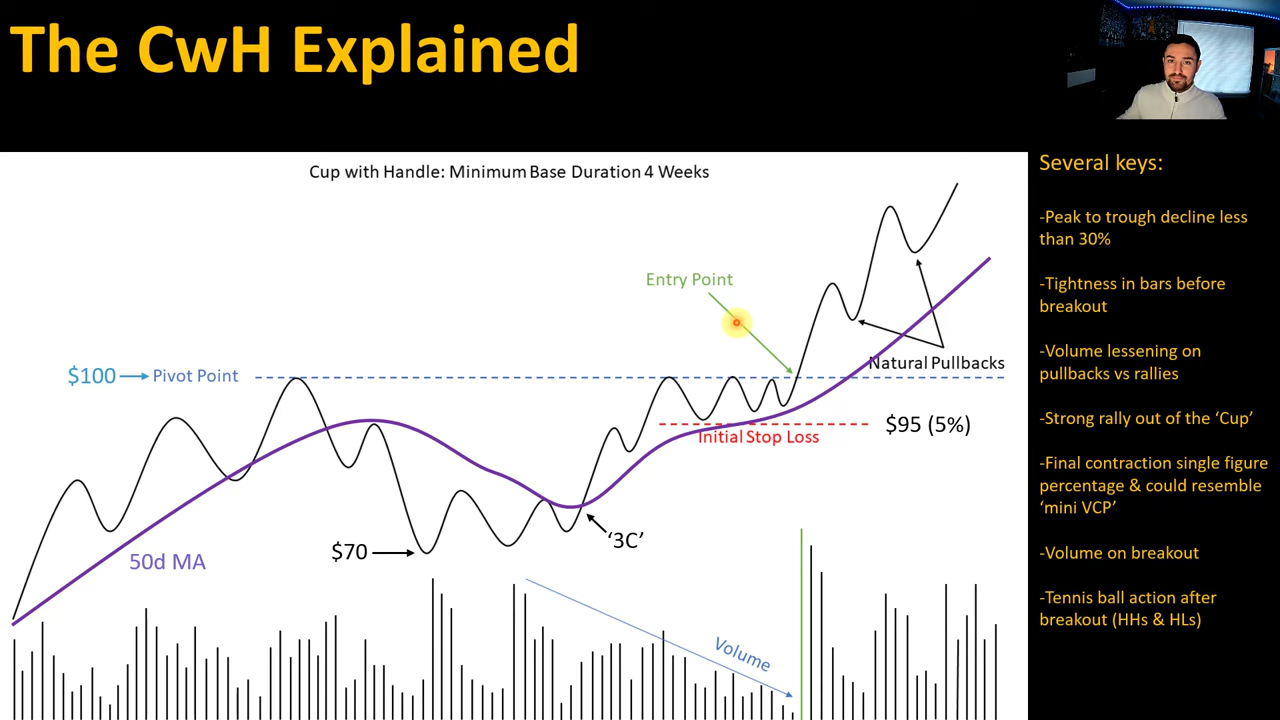 The CwH Explained
Cup with Handle: Minimum Base Duration 4 Weeks
Entry Point
$100
Pivot Point
Natural Pullbacks
Initial Stop Loss
$95 (5%)
50d MA
$70
‘3C’
Volume
Several keys:
-Peak to trough decline less
than 30%
-Tightness in bars before
breakout
-Volume lessening on
pullbacks vs rallies
-Strong rally out of the ‘Cup’
-Final contraction single figure
percentage & could resemble
‘mini VCP’
-Volume on breakout
-Tennis ball action after
breakout (HHs & HLs)